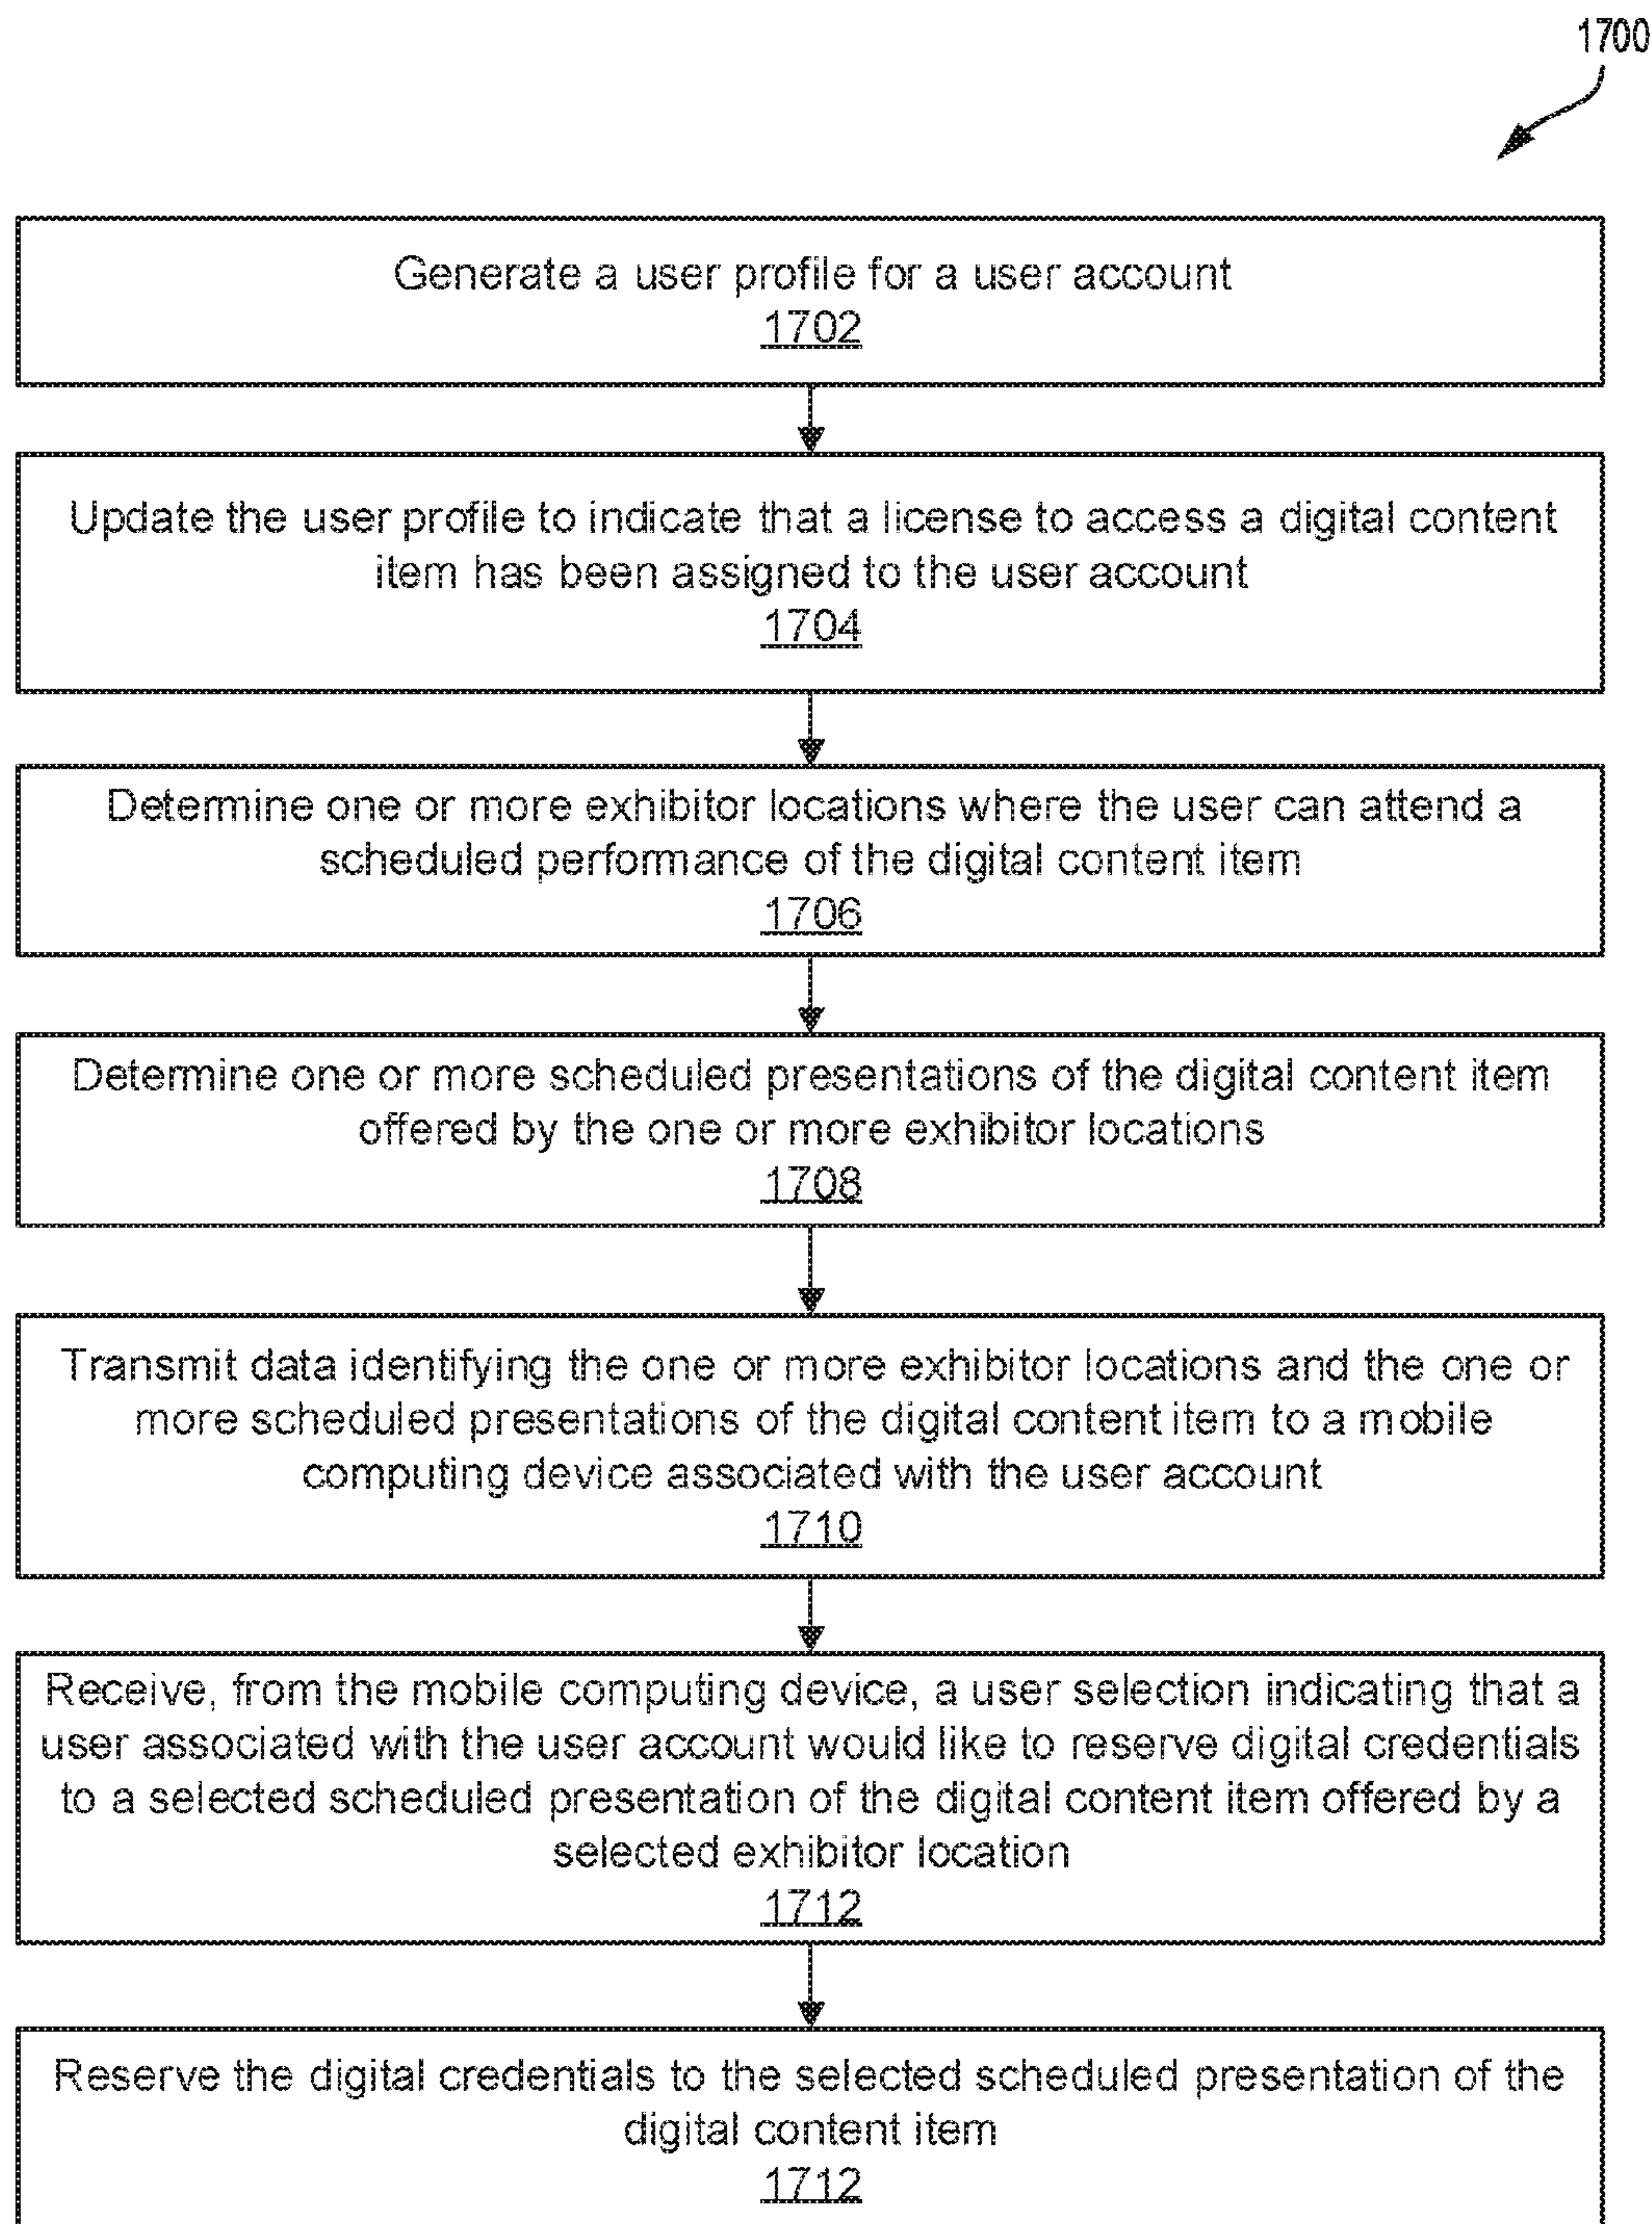 1700
Generate a user profile for a user account
1702
Update the user profile to indicate that a license to access a digital content
item has been assigned to the user account
1704
Determine one or more exhibitor locations where the user can attend a
scheduled performance of the digital content item
1706
Determine one or more scheduled presentations of the digital content item
offered by the one or more exhibitor locations
1708
Transmit data identifying the one or more exhibitor locations and the one or
more scheduled presentations of the digital content item to a mobile
computing device associated with the user account
1710
Receive, from the mobile computing device, a user selection indicating that a
user associated with the user account would like to reserve digital credentials
to a selected scheduled presentation of the digital content item offered by a
selected exhibitor location
1712
Reserve the digital credentials to the selected scheduled presentation of the
digital content item
1712